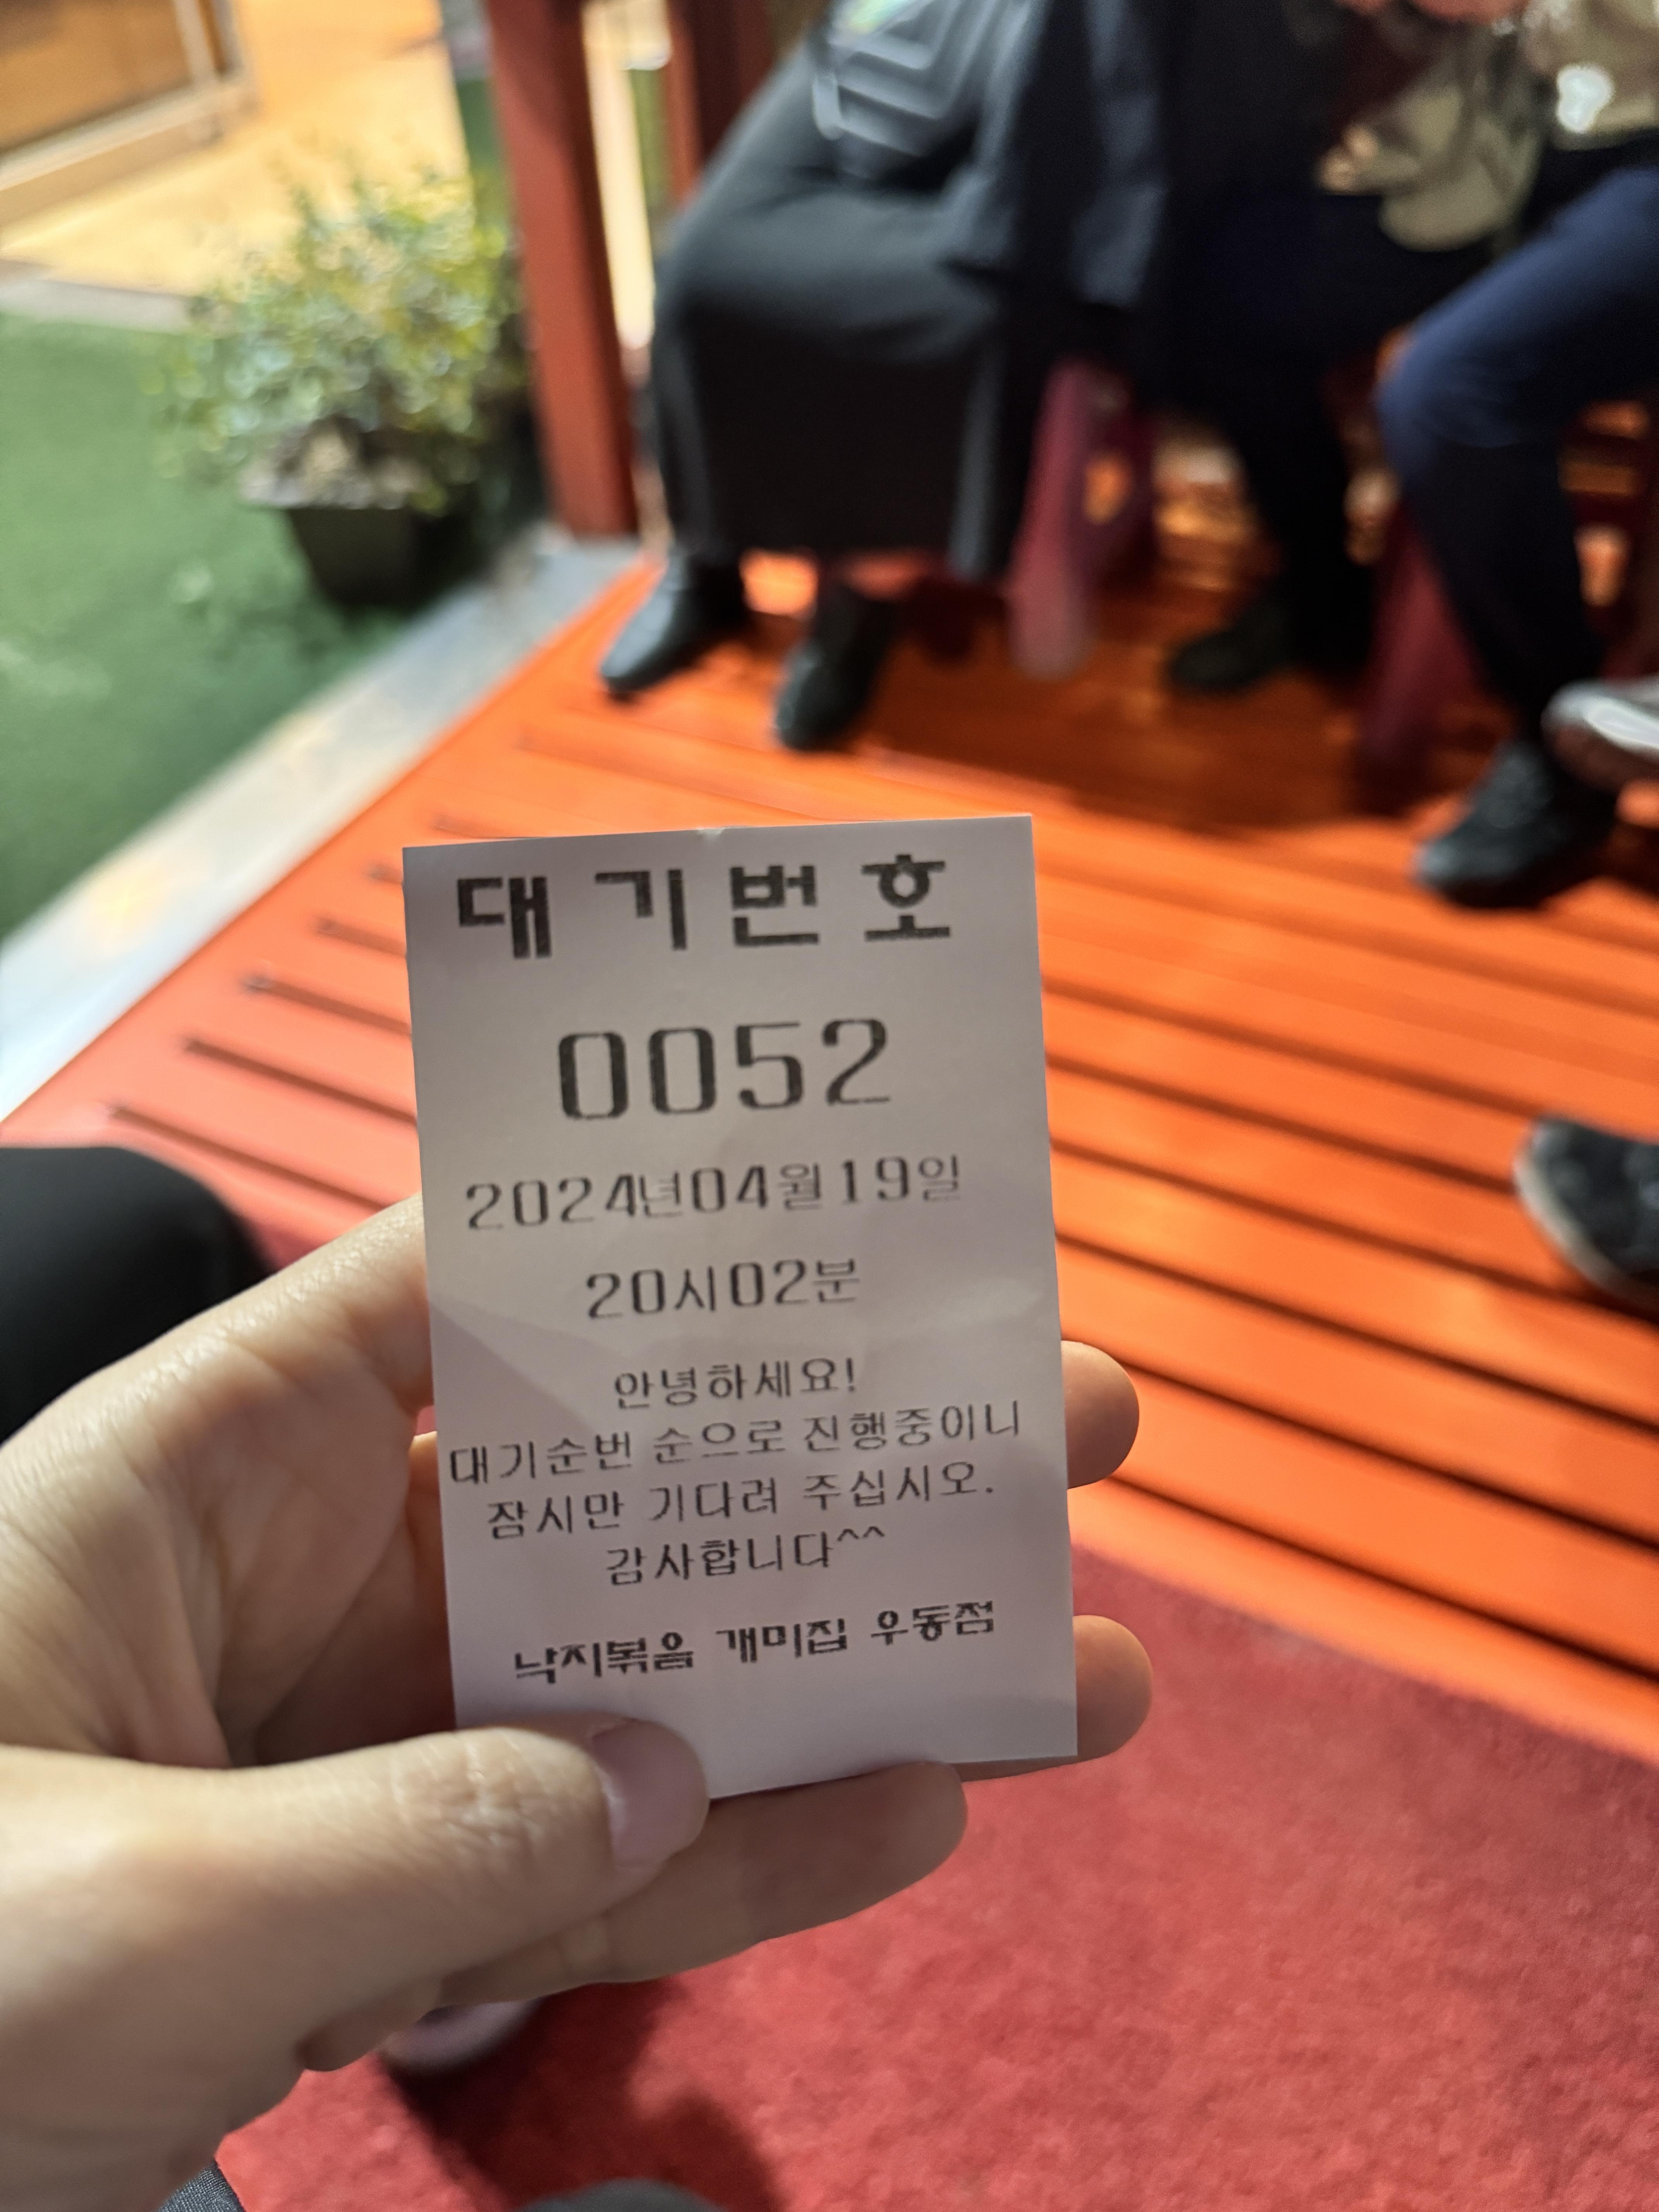 대기번호
0052
2024년04월19일
20시02분
안녕하세요!
대기순번 순으로 진행중이니
잠시만 기다려 주십시오.
감사합니다^^
낙지볶음 개미집 우동점